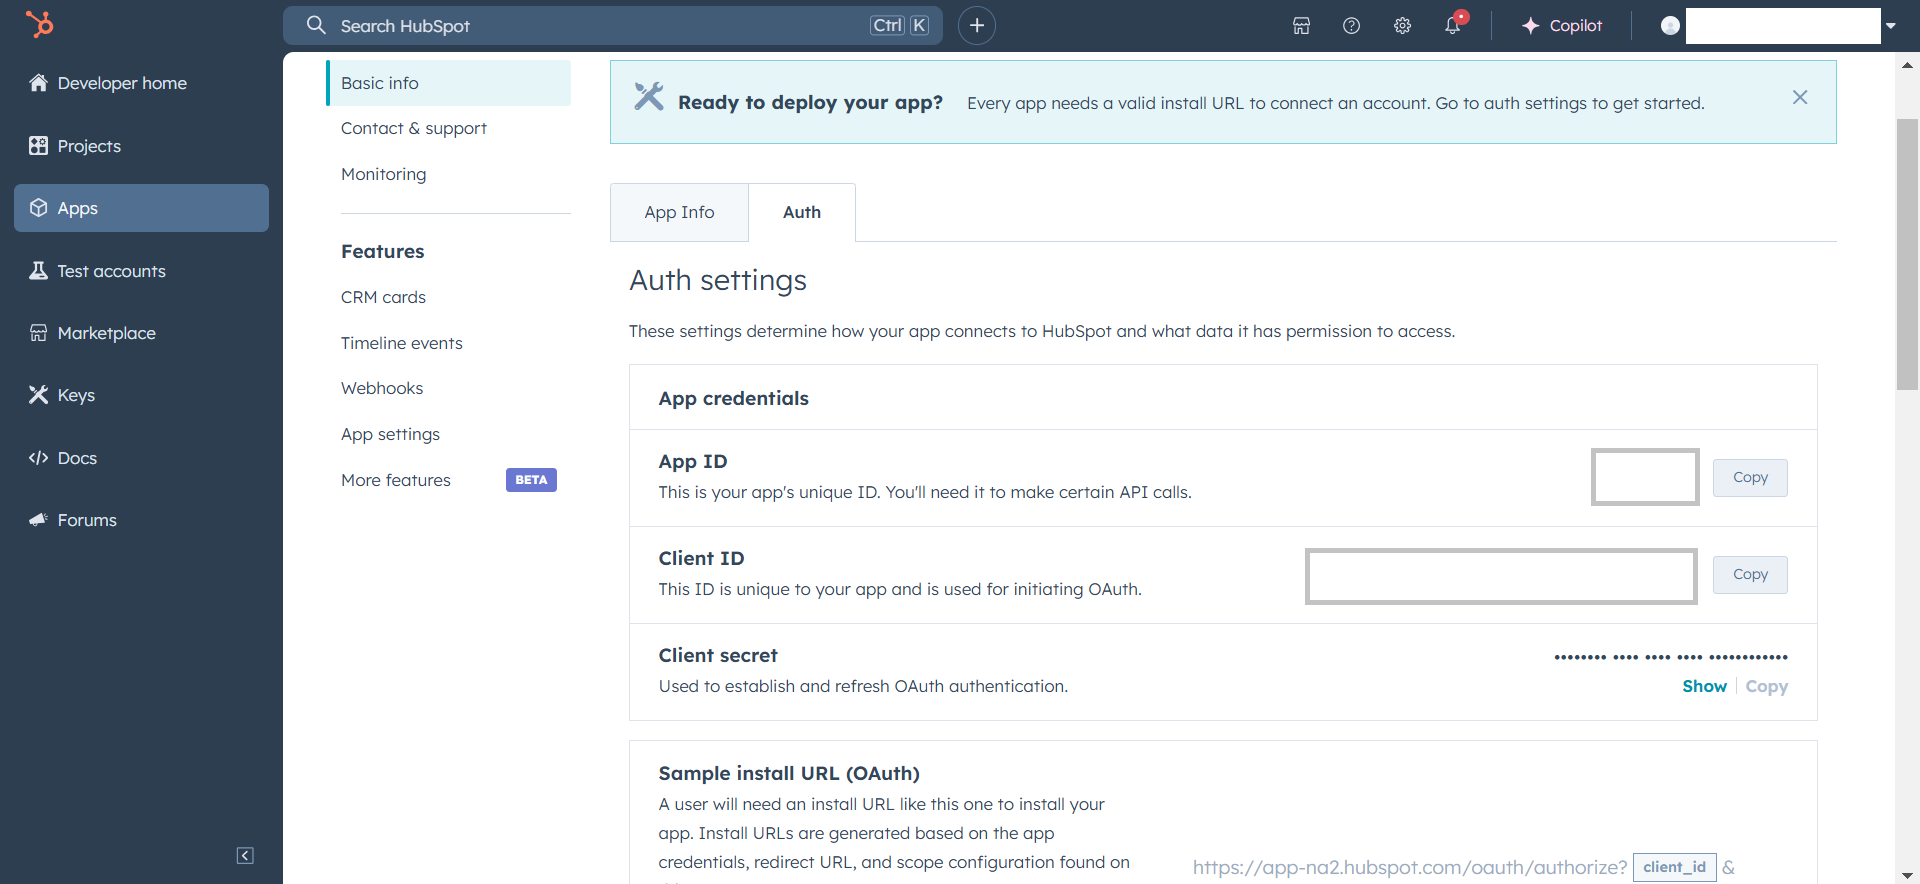 Search HubSpot
Ctrl K
Copilot
Developer home
Projects
Apps
Test accounts
Marketplace
Keys
Docs
Forums
Basic info
Contact & support
Monitoring
Features
CRM cards
Timeline events
Webhooks
App settings
More features BETA
Ready to deploy your app? Every app needs a valid install URL to connect an account. Go to auth settings to get started.
App Info
Auth
Auth settings
These settings determine how your app connects to HubSpot and what data it has permission to access.
App credentials
App ID
This is your app's unique ID. You'll need it to make certain API calls.
Copy
Client ID
This ID is unique to your app and is used for initiating OAuth.
Copy
Client secret
Used to establish and refresh OAuth authentication.
•••••••• •••• •••• •••• ••••••••••••
Show Copy
Sample install URL (OAuth)
A user will need an install URL like this one to install your
app. Install URLs are generated based on the app
credentials, redirect URL, and scope configuration found on
https://app-na2.hubspot.com/oauth/authorize? client_id &